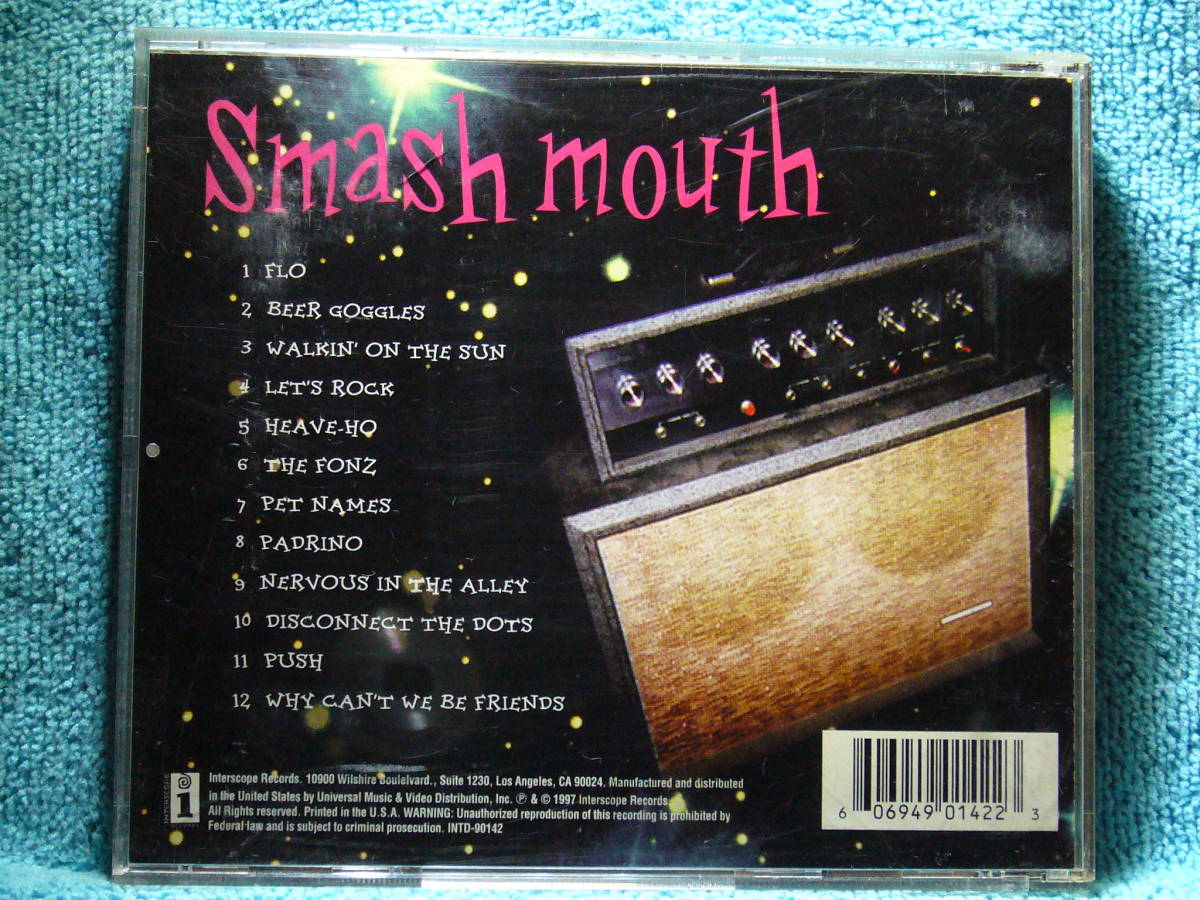 Smash mouth
1 FLO
2 BEER GOGGLES
3 WALKIN' ON THE SUN
4 LET'S ROCK
5 HEAVE-HO
6 THE FONZ
7 PET NAMES
8 PADRINO
9 NERVOUS IN THE ALLEY
10 DISCONNECT THE DOTS
11 PUSH
12 WHY CAN'T WE BE FRIENDS
INTERSCOPE RECORDS
i
Interscope Records. 10900 Wilshire Boulelvard., Suite 1230, Los Angeles, CA 90024. Manufactured and distributed
in the United States by Universal Music & Video Distribution, Inc. ℗ & © 1997 Interscope Records.
All Rights reserved. Printed in the U.S.A. WARNING: Unauthorized reproduction of this recording is prohibited by
Federal law and is subject to criminal prosecution. INTD-90142
6 06949 01422 3